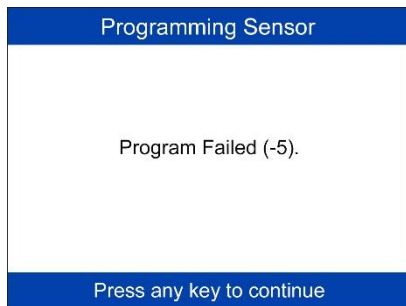 Programming Sensor
Program Failed (-5).
Press any key to continue